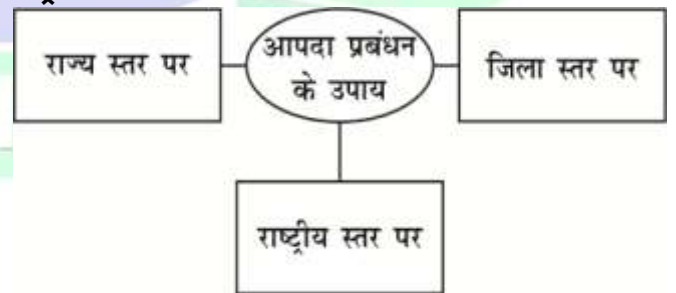 राज्य स्तर पर
आपदा प्रबंधन
के उपाय
जिला स्तर पर
राष्ट्रीय स्तर पर